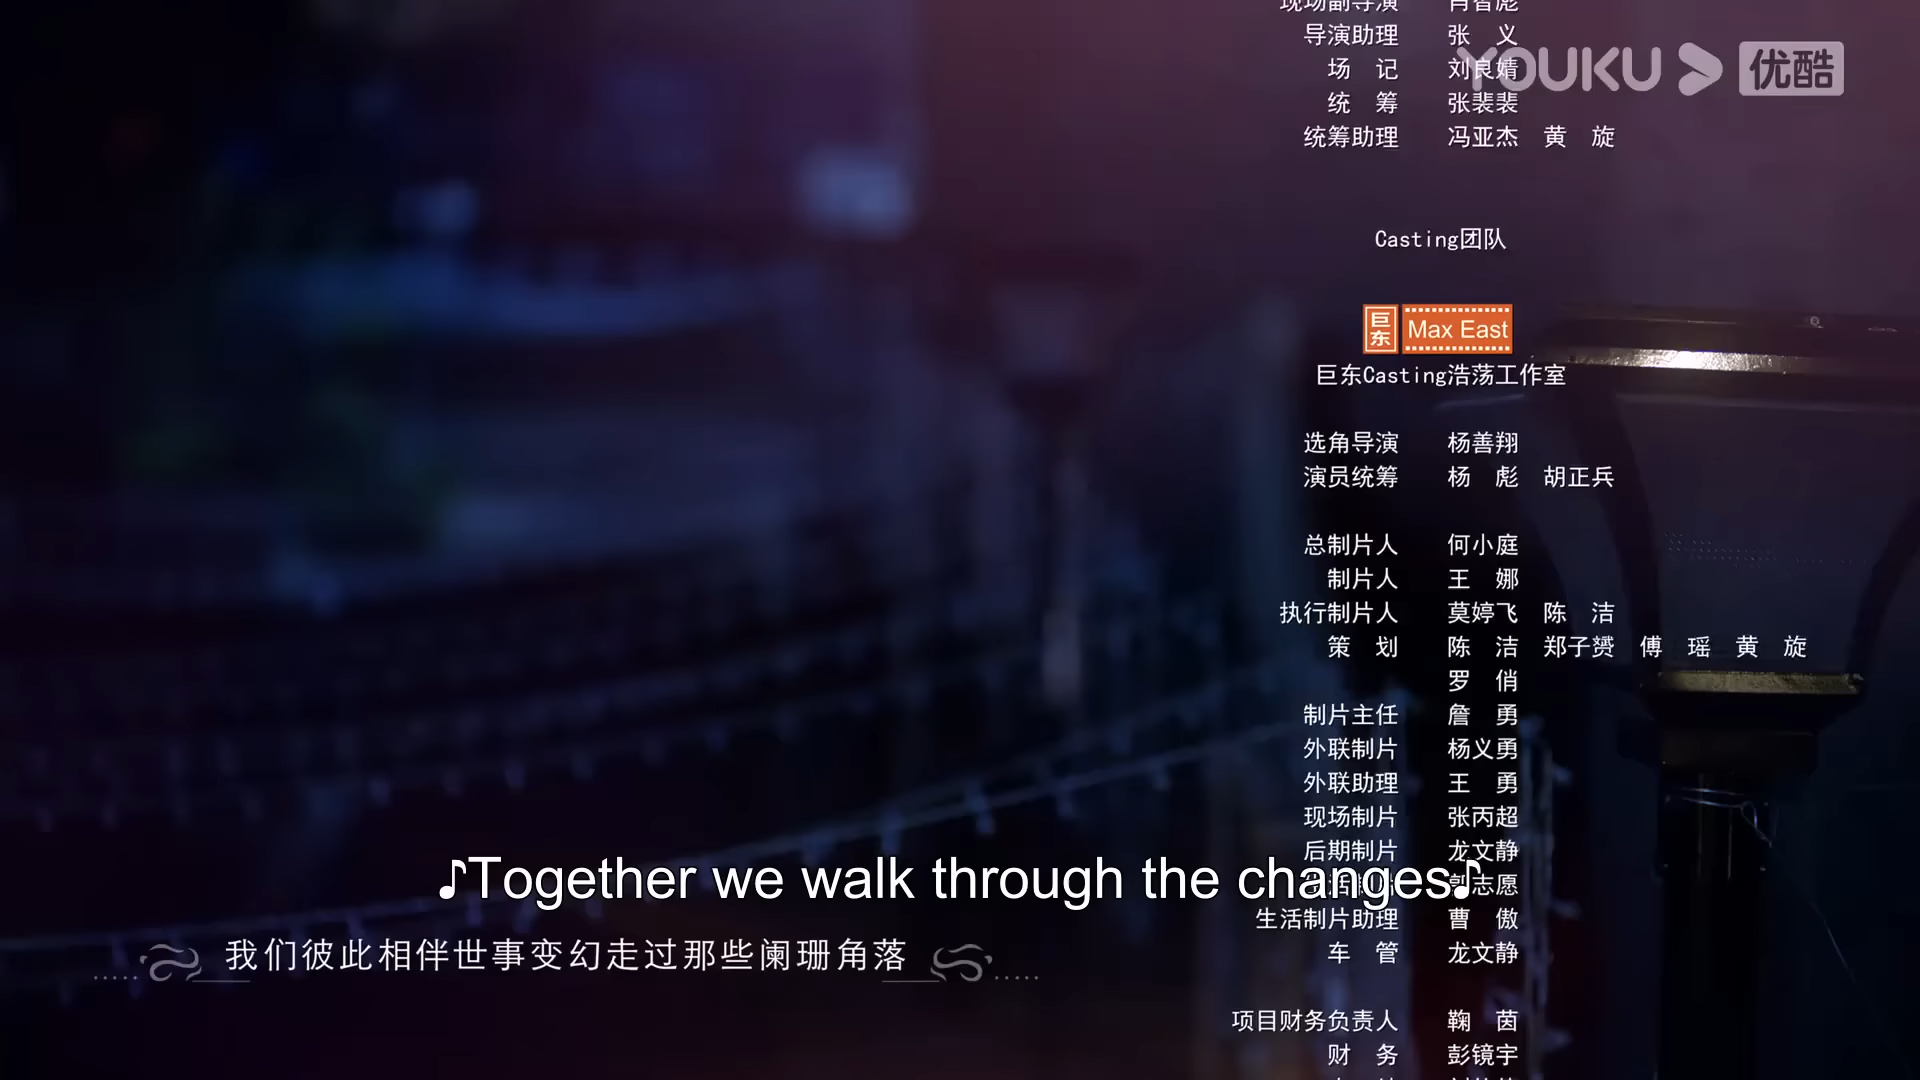 现场副导演 肖智彪
导演助理 张 义
YOUKU 优酷
场 记 刘良婧
统 筹 张裴裴
统筹助理 冯亚杰 黄 旋
Casting团队
巨东 Max East
巨东Casting浩荡工作室
选角导演 杨善翔
演员统筹 杨 彪 胡正兵
总制片人 何小庭
制片人 王 娜
执行制片人 莫婷飞 陈 洁
策 划 陈 洁 郑子赟 傅 瑶 黄 旋
罗 俏
制片主任 詹 勇
外联制片 杨义勇
外联助理 王 勇
现场制片 张丙超
后期制片 龙文静
♪Together we walk through the changes♪
志愿
生活制片助理 曹 傲
我们彼此相伴世事变幻走过那些阑珊角落
车 管 龙文静
项目财务负责人 鞠 茵
财 务 彭镜宇